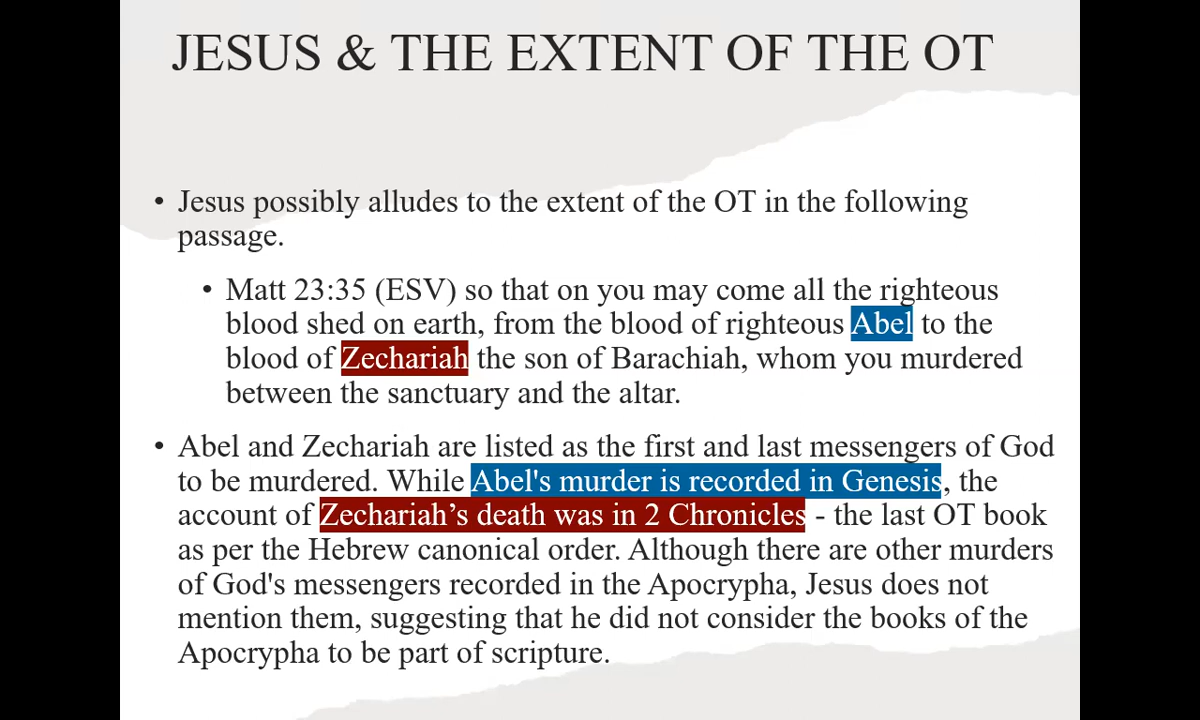 JESUS & THE EXTENT OF THE OT
• Jesus possibly alludes to the extent of the OT in the following
passage.
• Matt 23:35 (ESV) so that on you may come all the righteous
blood shed on earth, from the blood of righteous Abel to the
blood of Zechariah the son of Barachiah, whom you murdered
between the sanctuary and the altar.
• Abel and Zechariah are listed as the first and last messengers of God
to be murdered. While Abel's murder is recorded in Genesis, the
account of Zechariah’s death was in 2 Chronicles - the last OT book
as per the Hebrew canonical order. Although there are other murders
of God's messengers recorded in the Apocrypha, Jesus does not
mention them, suggesting that he did not consider the books of the
Apocrypha to be part of scripture.